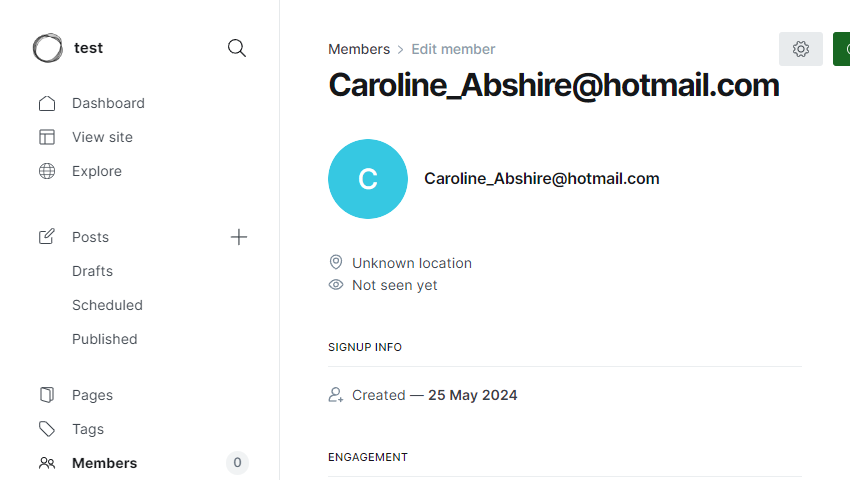 test
Dashboard
View site
Explore
Posts
Drafts
Scheduled
Published
Pages
Tags
Members 0
Members > Edit member
Caroline_Abshire@hotmail.com
C
Caroline_Abshire@hotmail.com
Unknown location
Not seen yet
SIGNUP INFO
Created — 25 May 2024
ENGAGEMENT